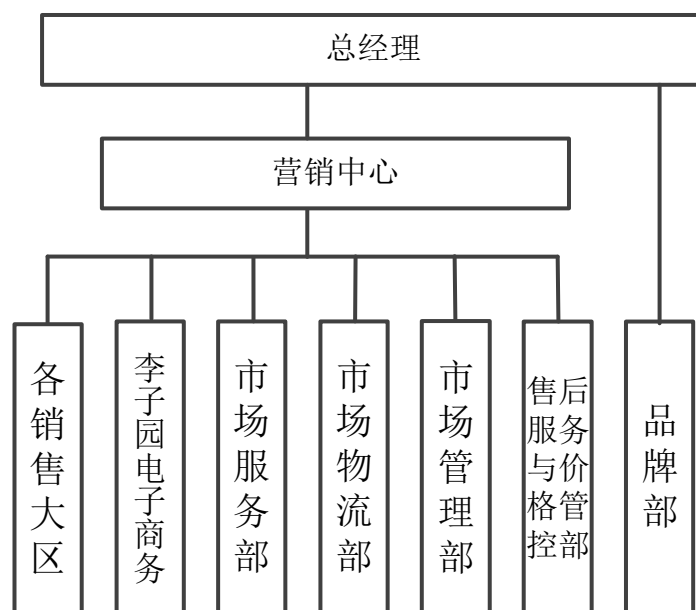 总经理
营销中心
各销售大区
李子园电子商务
市场服务部
市场物流部
市场管理部
售后
服务
与价
格管
控部
品牌部